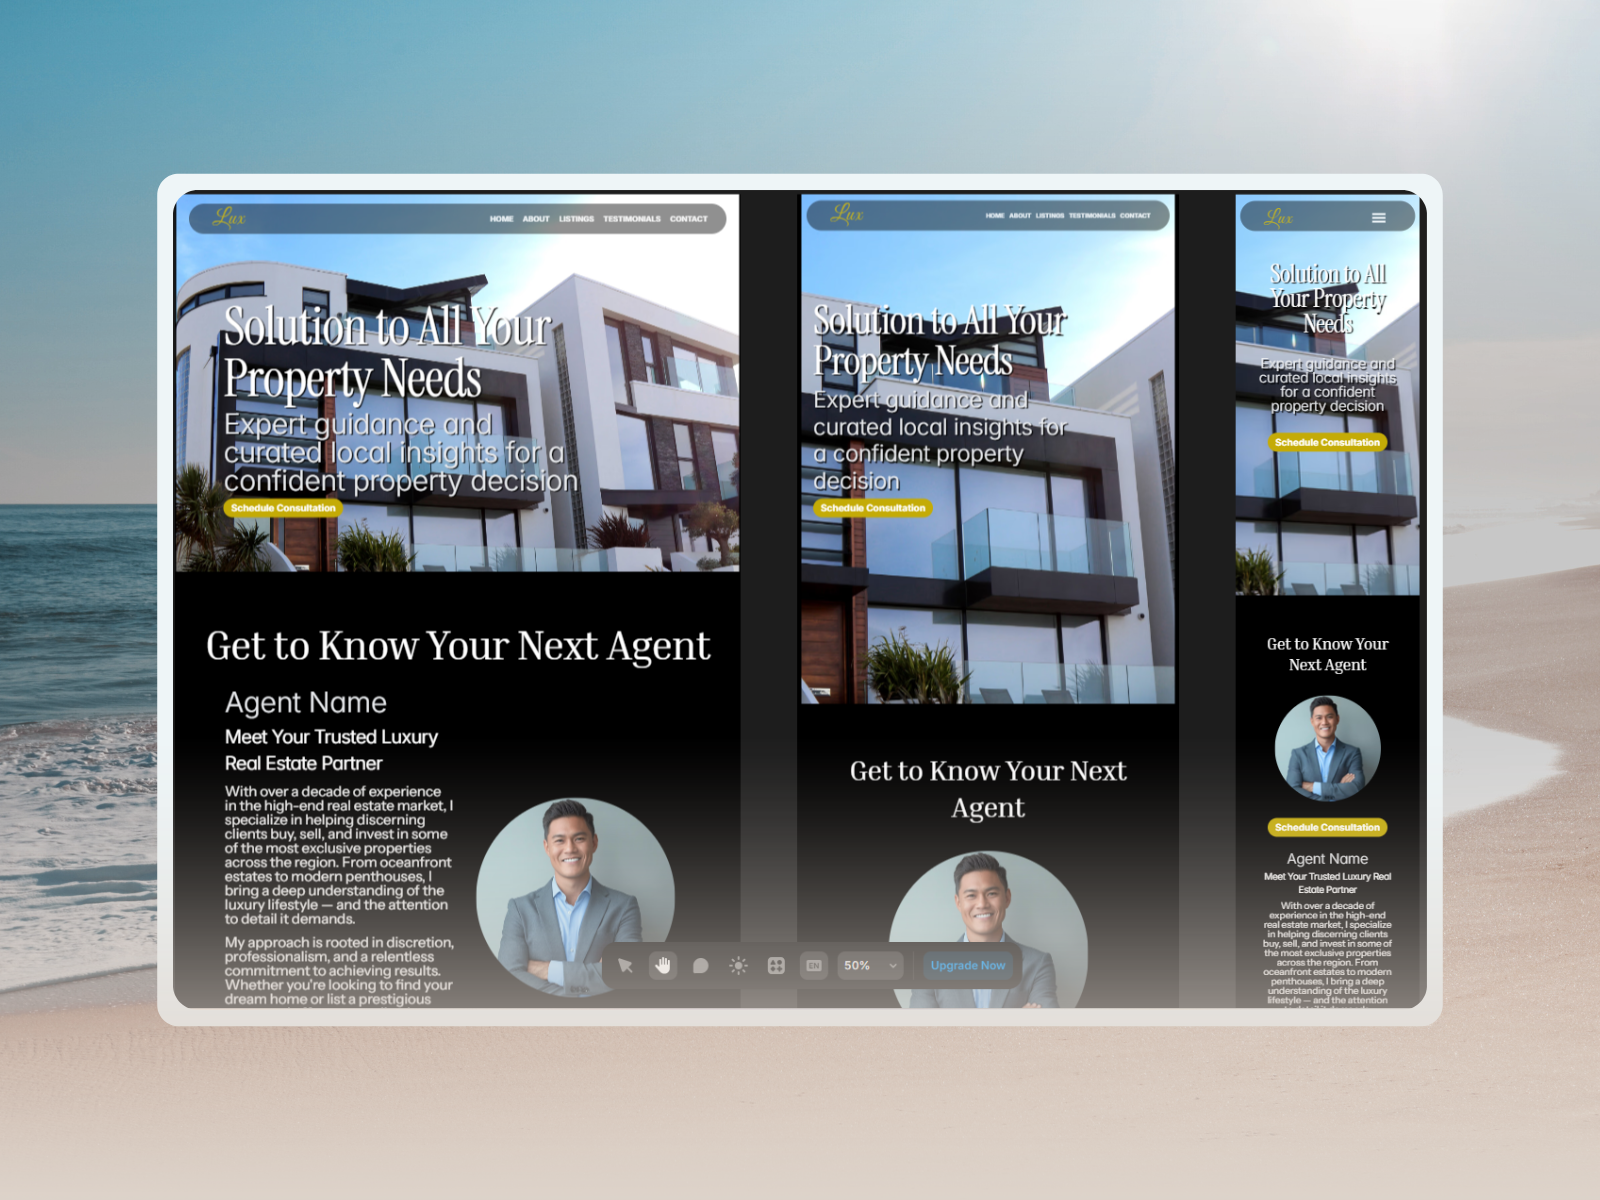 Lux
HOME ABOUT LISTINGS TESTIMONIALS CONTACT
Solution to All Your
Property Needs
Expert guidance and
curated local insights for a
confident property decision
Schedule Consultation
Get to Know Your Next Agent
Agent Name
Meet Your Trusted Luxury
Real Estate Partner
With over a decade of experience
in the high-end real estate market, I
specialize in helping discerning
clients buy, sell, and invest in some
of the most exclusive properties
across the region. From oceanfront
estates to modern penthouses, I
bring a deep understanding of the
luxury lifestyle — and the attention
to detail it demands.
My approach is rooted in discretion,
professionalism, and a relentless
commitment to achieving results.
Whether you're looking to find your
dream home or list a prestigious
Lux
HOME ABOUT LISTINGS TESTIMONIALS CONTACT
Solution to All Your
Property Needs
Expert guidance and
curated local insights for
a confident property
decision
Schedule Consultation
Get to Know Your Next
Agent
Lux
Solution to All
Your Property
Needs
Expert guidance and
curated local insights
for a confident
property decision
Schedule Consultation
Get to Know Your
Next Agent
Schedule Consultation
Agent Name
Meet Your Trusted Luxury Real
Estate Partner
With over a decade of
experience in the high-end
real estate market, I specialize
in helping discerning clients
buy, sell, and invest in some of
the most exclusive properties
across the region. From
oceanfront estates to modern
penthouses, I bring a deep
understanding of the luxury
lifestyle — and the attention
EN
50%
Upgrade Now